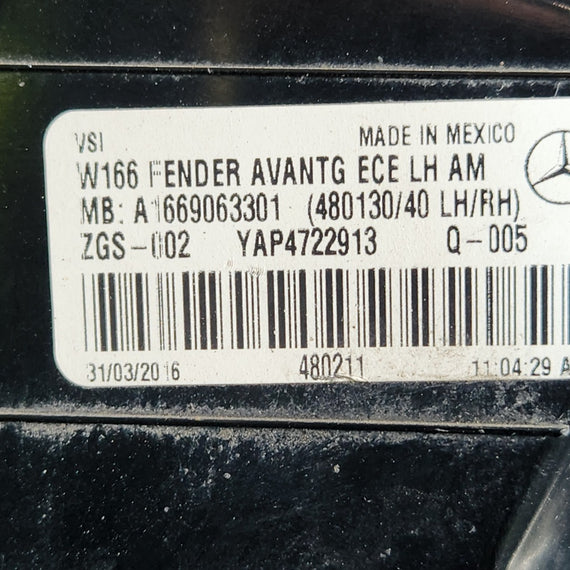 VSI MADE IN MEXICO
W166 FENDER AVANTG ECE LH AM
MB: A1669063301 (480130/40 LH/RH)
ZGS-002 YAP4722913 Q-005
31/03/2016 480211 11:04:29 A